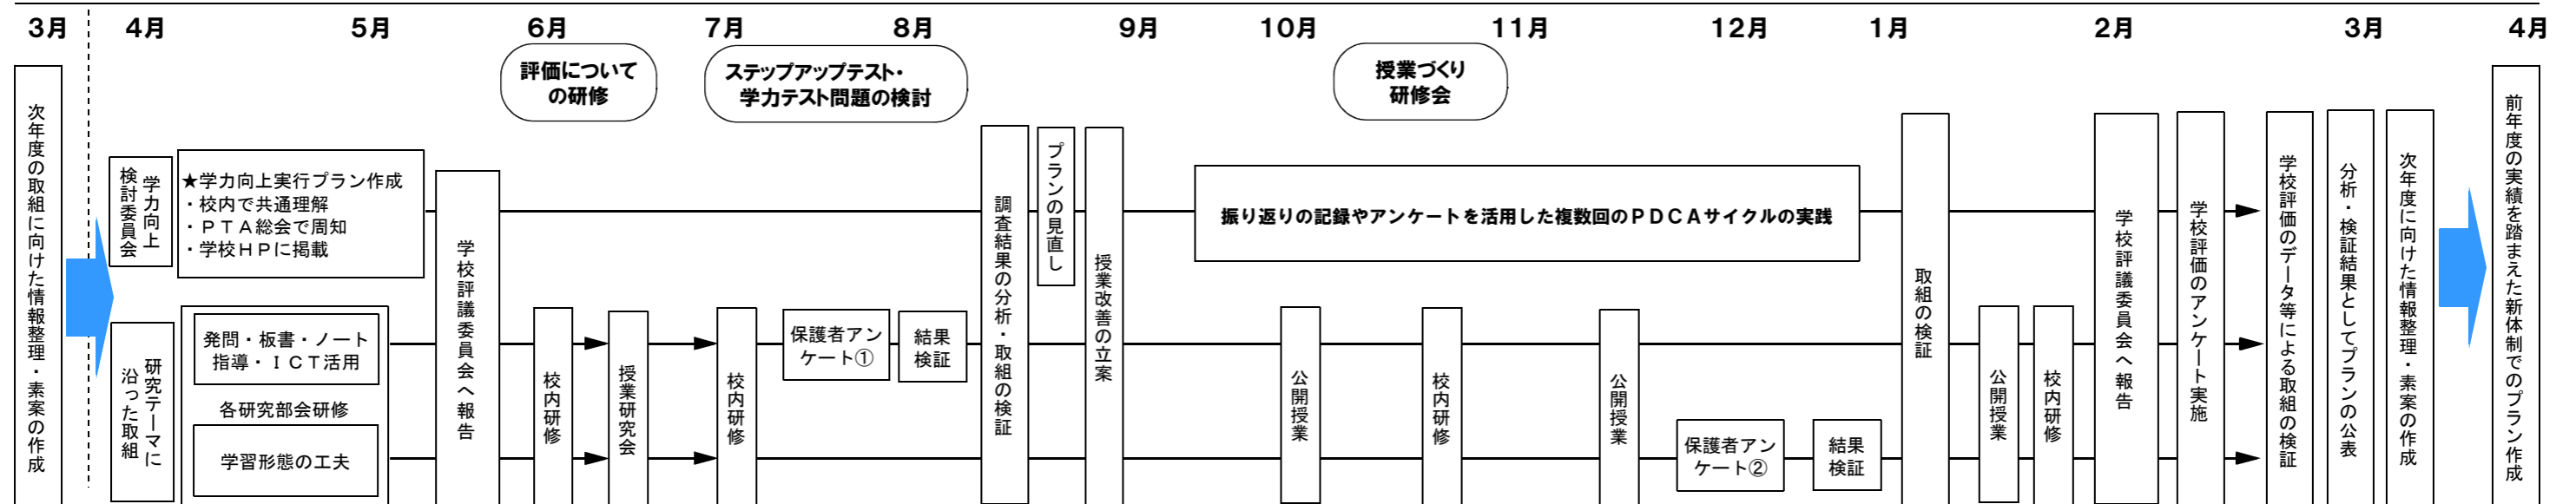 3月
4月
5月
6月
7月
8月
9月
10月
11月
12月
1月
2月
3月
4月
評価について
の研修
ステップアップテスト・
学力テスト問題の検討
授業づくり
研修会
次年度の取組に向けた情報整理・素案の作成
学力向上
検討委員会
★学力向上実行プラン作成
・校内で共通理解
・ＰＴＡ総会で周知
・学校ＨＰに掲載
研究テーマに
沿った取組
発問・板書・ノート
指導・ＩＣＴ活用
各研究部会研修
学習形態の工夫
学校評議委員会へ報告
校内研修
授業研究会
校内研修
保護者アン
ケート①
結果
検証
調査結果の分析・取組の検証
プランの見直し
授業改善の立案
振り返りの記録やアンケートを活用した複数回のＰＤＣＡサイクルの実践
公開授業
校内研修
公開授業
保護者アン
ケート②
結果
検証
取組の検証
公開授業
校内研修
学校評議委員会へ報告
学校評価のアンケート実施
学校評価のデータ等による取組の検証
分析・検証結果としてプランの公表
次年度に向けた情報整理・素案の作成
前年度の実績を踏まえた新体制でのプラン作成